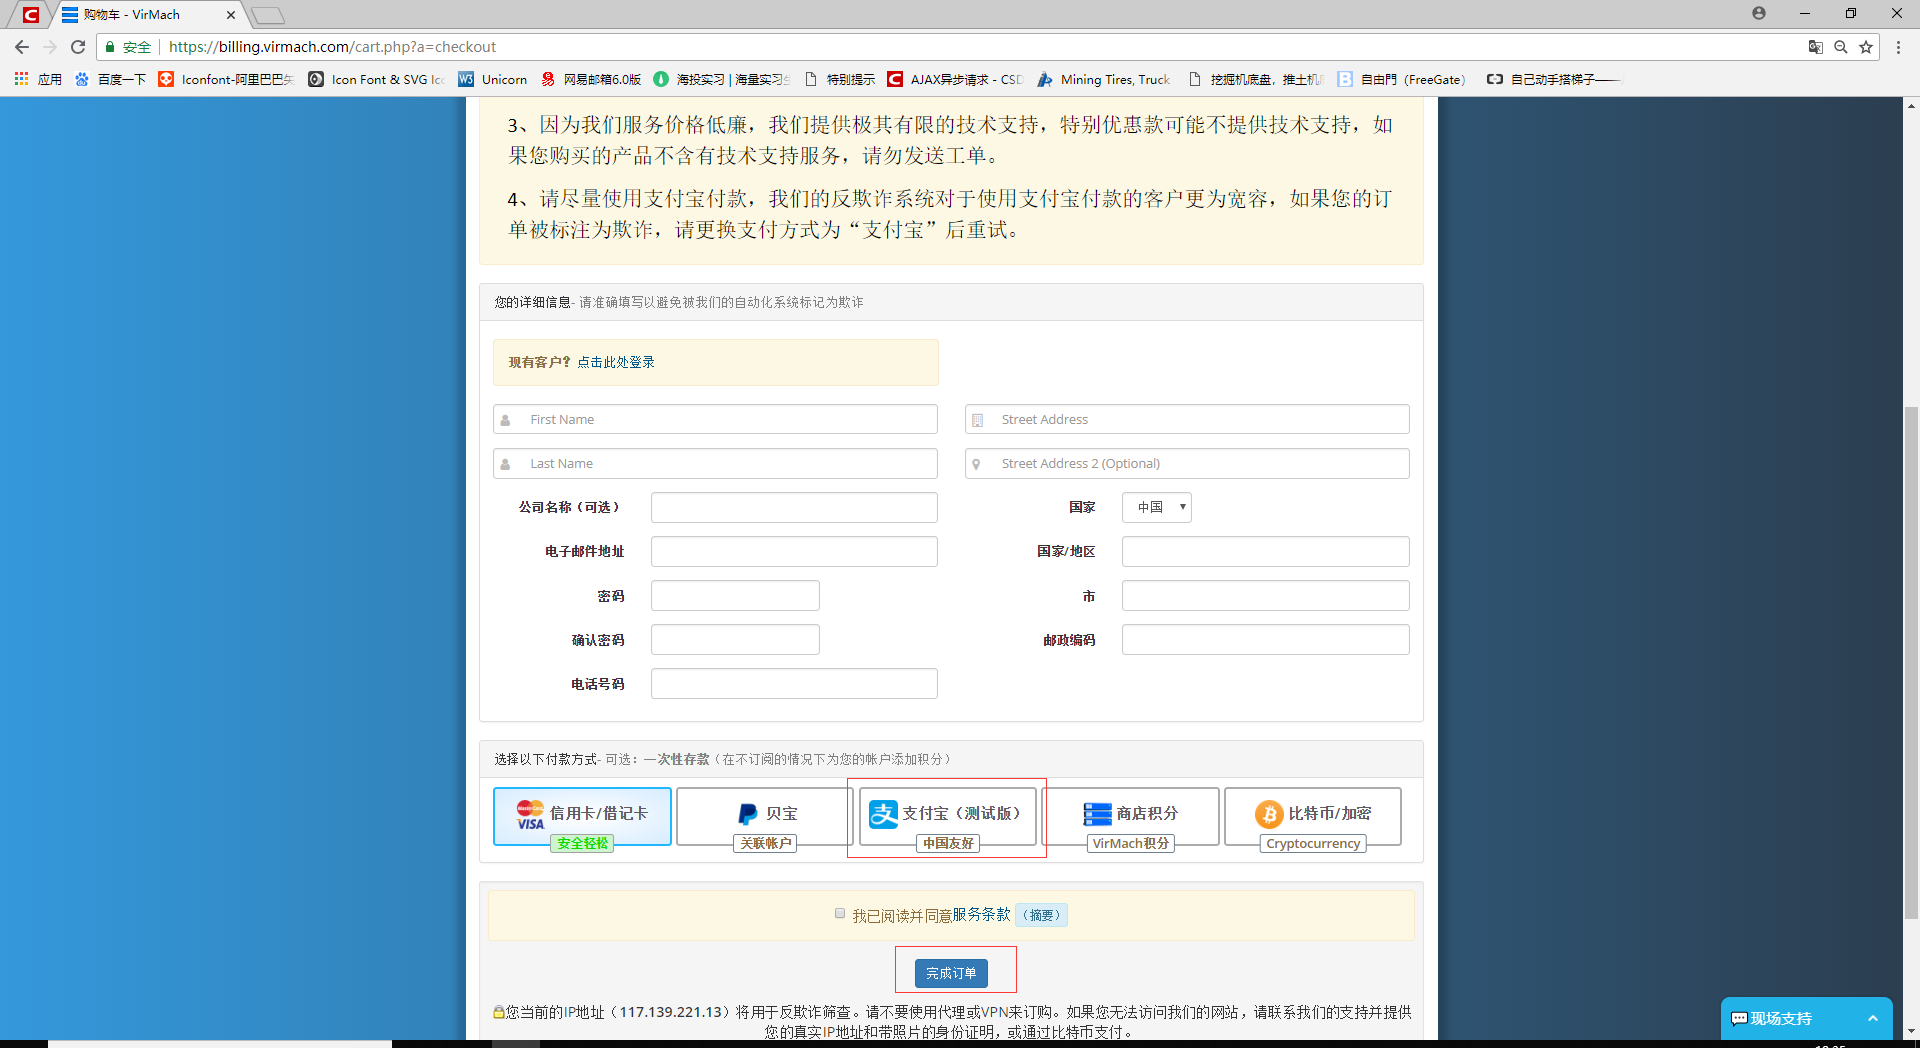 购物车 - VirMach
安全 https://billing.virmach.com/cart.php?a=checkout
应用 百度一下 Iconfont-阿里巴巴矢 Icon Font & SVG Ic Unicorn 网易邮箱6.0版 海投实习 | 海量实习 特别提示 AJAX异步请求 - CSD Mining Tires, Truck 挖掘机底盘，推土机 自由門（FreeGate） 自己动手搭梯子——
3、因为我们服务价格低廉，我们提供极其有限的技术支持，特别优惠款可能不提供技术支持，如
果您购买的产品不含有技术支持服务，请勿发送工单。
4、请尽量使用支付宝付款，我们的反欺诈系统对于使用支付宝付款的客户更为宽容，如果您的订
单被标注为欺诈，请更换支付方式为“支付宝”后重试。
您的详细信息- 请准确填写以避免被我们的自动化系统标记为欺诈
现有客户？点击此处登录
First Name Street Address
Last Name Street Address 2 (Optional)
公司名称（可选） 国家 中国
电子邮件地址 国家/地区
密码 市
确认密码 邮政编码
电话号码
选择以下付款方式- 可选：一次性存款（在不订阅的情况下为您的帐户添加积分）
MasterCard VISA 信用卡/借记卡 贝宝 支付宝（测试版） 商店积分 比特币/加密
安全轻松 关联帐户 中国友好 VirMach积分 Cryptocurrency
我已阅读并同意服务条款 （摘要）
完成订单
您当前的IP地址（117.139.221.13）将用于反欺诈筛查。请不要使用代理或VPN来订购。如果您无法访问我们的网站，请联系我们的支持并提供
您的真实IP地址和带照片的身份证明，或通过比特币支付。
现场支持